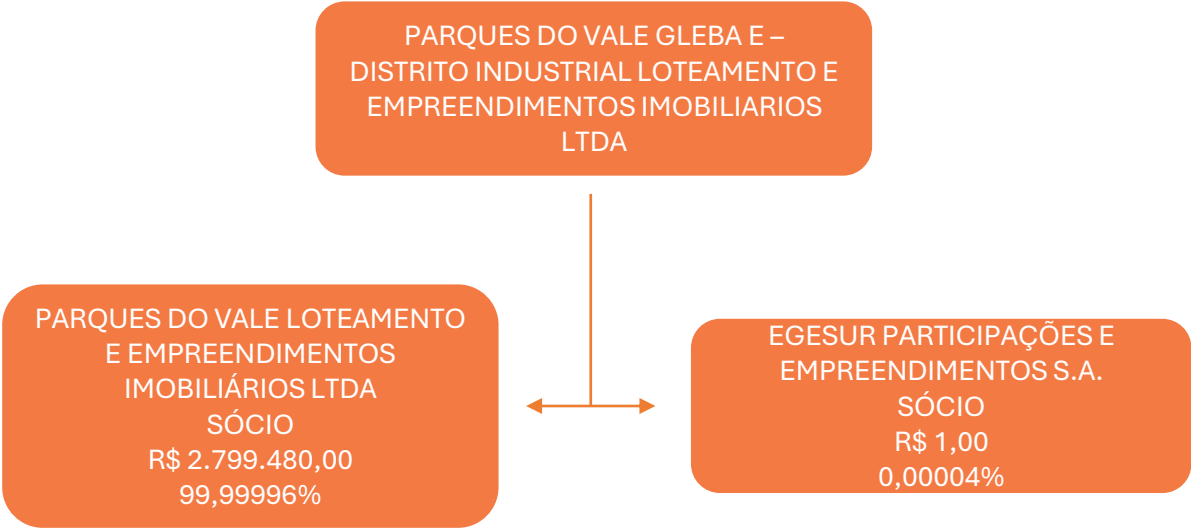 PARQUES DO VALE GLEBA E –
DISTRITO INDUSTRIAL LOTEAMENTO E
EMPREENDIMENTOS IMOBILIARIOS
LTDA
PARQUES DO VALE LOTEAMENTO
E EMPREENDIMENTOS
IMOBILIÁRIOS LTDA
SÓCIO
R$ 2.799.480,00
99,99996%
EGESUR PARTICIPAÇÕES E
EMPREENDIMENTOS S.A.
SÓCIO
R$ 1,00
0,00004%